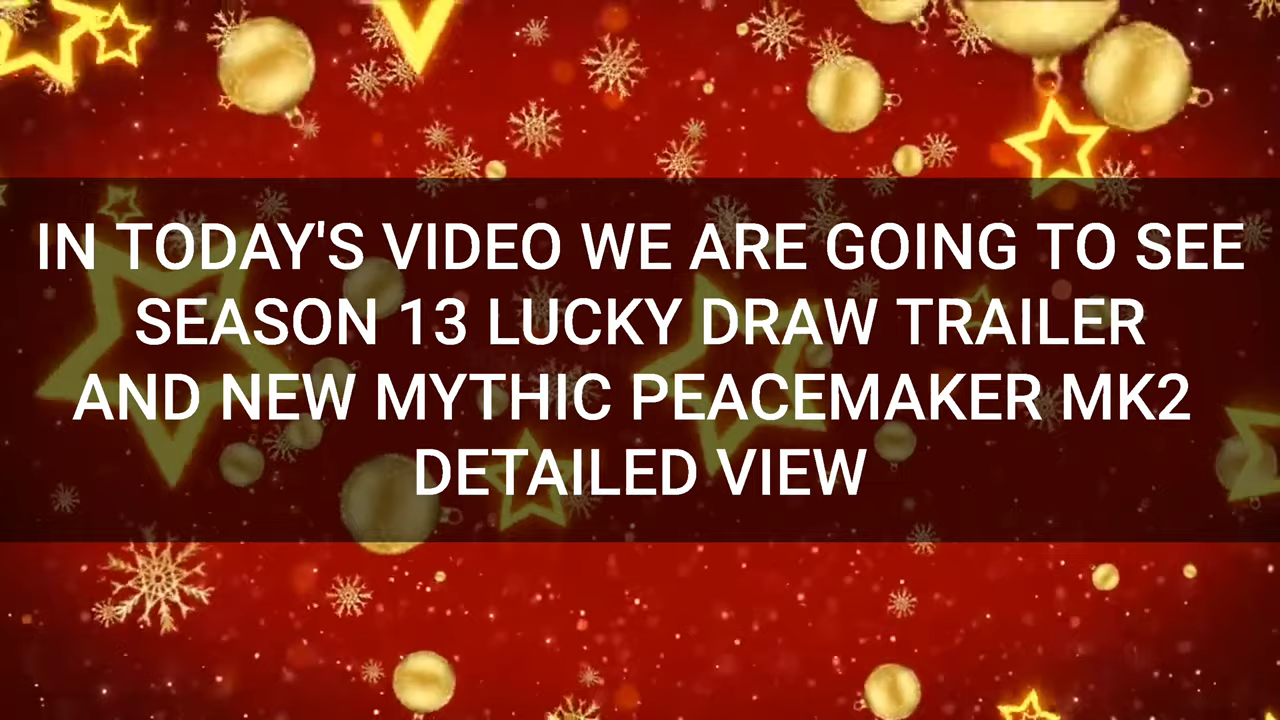 IN TODAY'S VIDEO WE ARE GOING TO SEE
SEASON 13 LUCKY DRAW TRAILER
AND NEW MYTHIC PEACEMAKER MK2
DETAILED VIEW